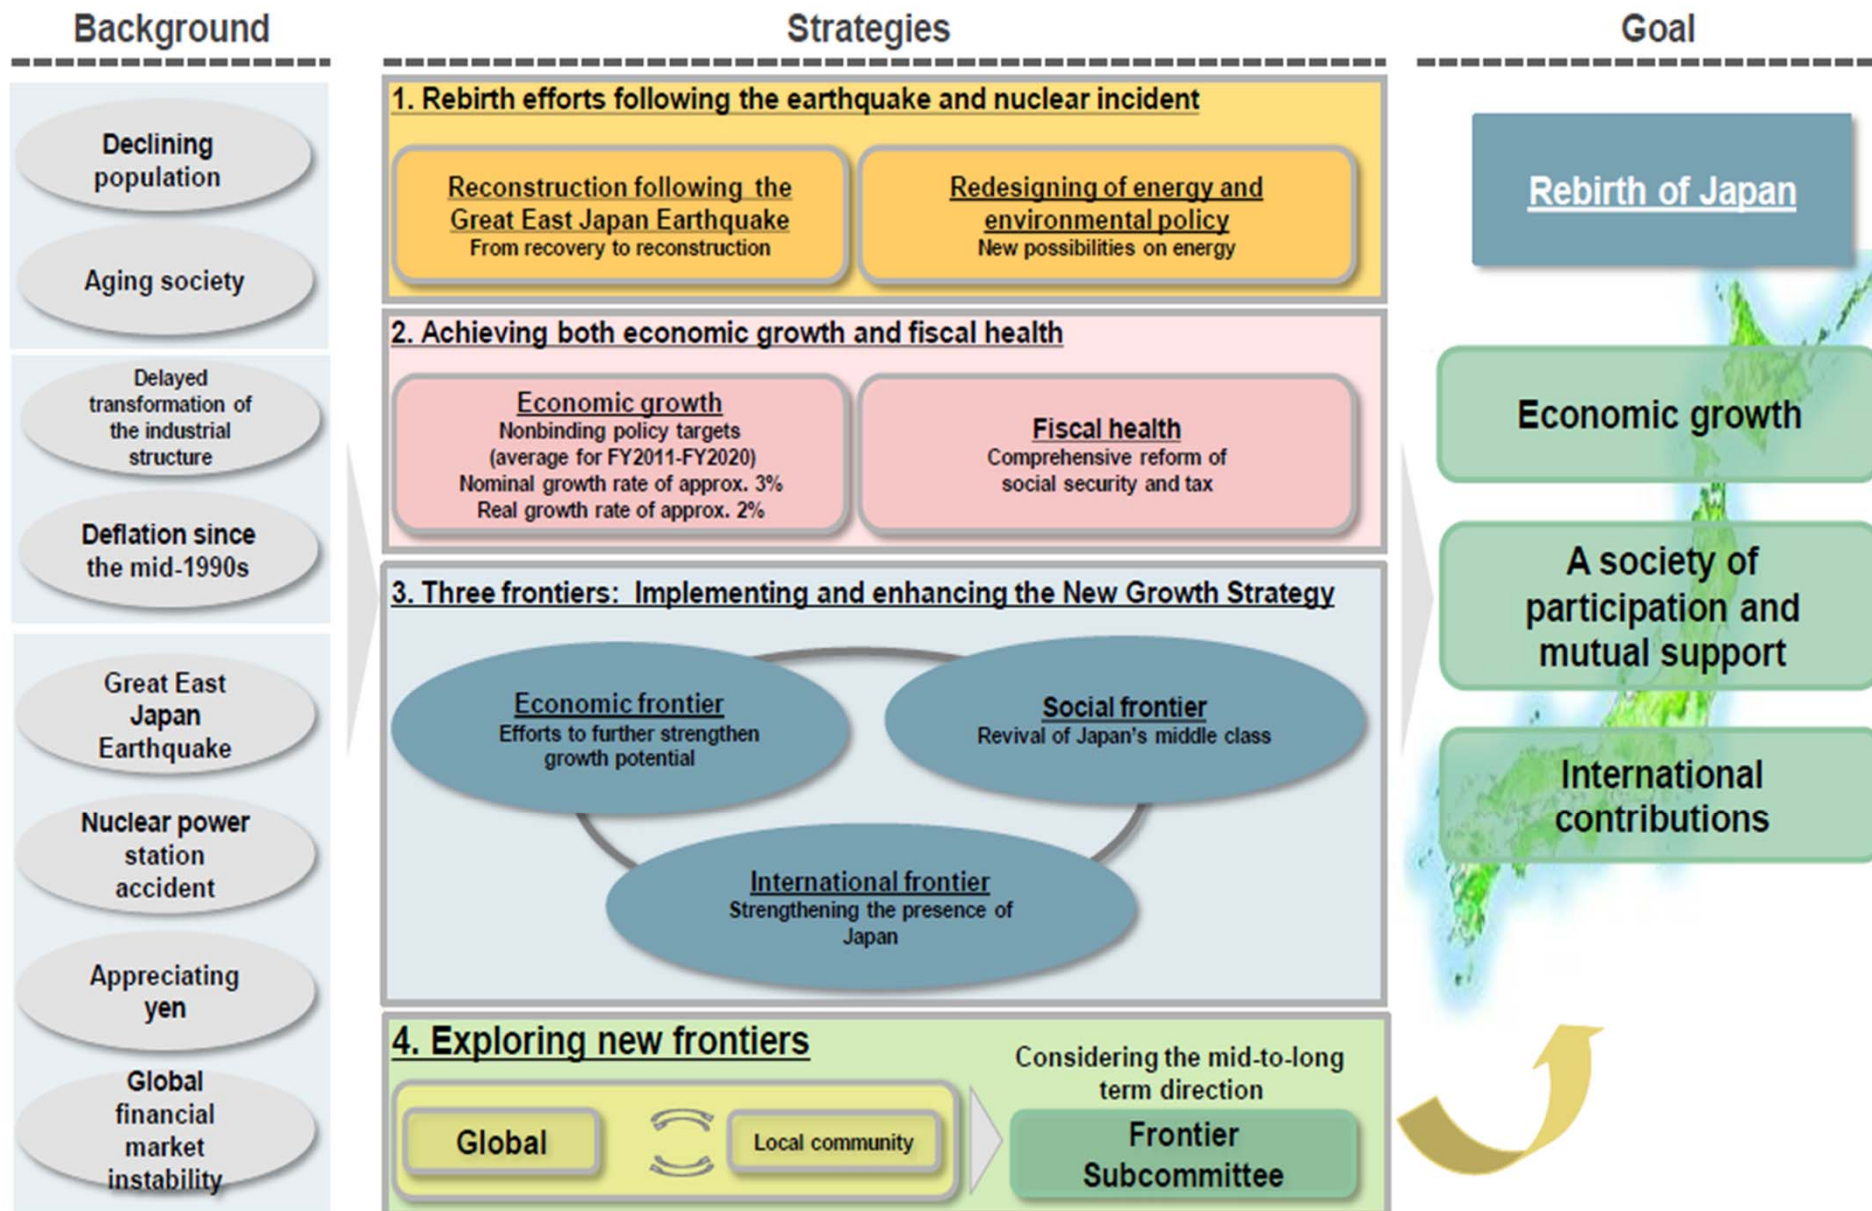 Background
Declining
population
Aging society
Delayed
transformation of
the industrial
structure
Deflation since
the mid-1990s
Great East
Japan
Earthquake
Nuclear power
station
accident
Appreciating
yen
Global
financial
market
instability
Strategies
1. Rebirth efforts following the earthquake and nuclear incident
Reconstruction following the
Great East Japan Earthquake
From recovery to reconstruction
Redesigning of energy and
environmental policy
New possibilities on energy
2. Achieving both economic growth and fiscal health
Economic growth
Nonbinding policy targets
(average for FY2011-FY2020)
Nominal growth rate of approx. 3%
Real growth rate of approx. 2%
Fiscal health
Comprehensive reform of
social security and tax
3. Three frontiers: Implementing and enhancing the New Growth Strategy
Economic frontier
Efforts to further strengthen
growth potential
Social frontier
Revival of Japan's middle class
International frontier
Strengthening the presence of
Japan
4. Exploring new frontiers
Global
Local community
Considering the mid-to-long
term direction
Frontier
Subcommittee
Goal
Rebirth of Japan
Economic growth
A society of
participation and
mutual support
International
contributions